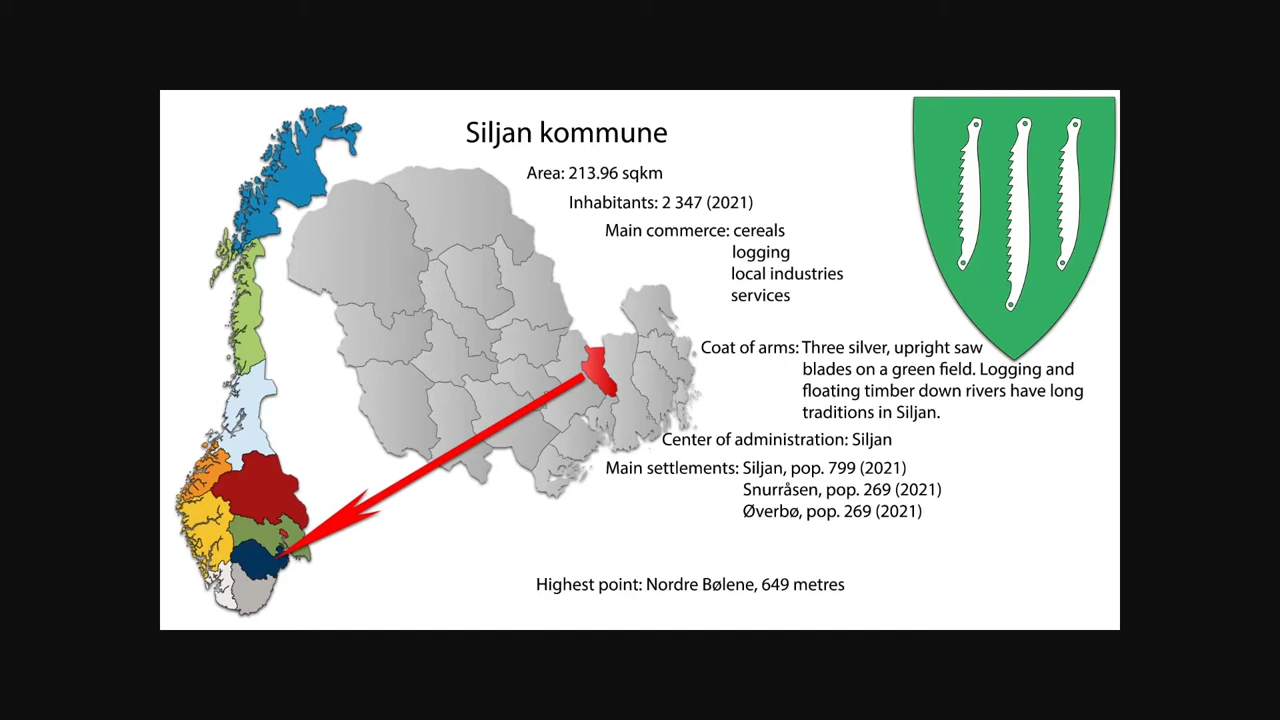 Siljan kommune
Area: 213.96 sqkm
Inhabitants: 2 347 (2021)
Main commerce: cereals
logging
local industries
services
Coat of arms: Three silver, upright saw
blades on a green field. Logging and
floating timber down rivers have long
traditions in Siljan.
Center of administration: Siljan
Main settlements: Siljan, pop. 799 (2021)
Snurråsen, pop. 269 (2021)
Øverbø, pop. 269 (2021)
Highest point: Nordre Bølene, 649 metres